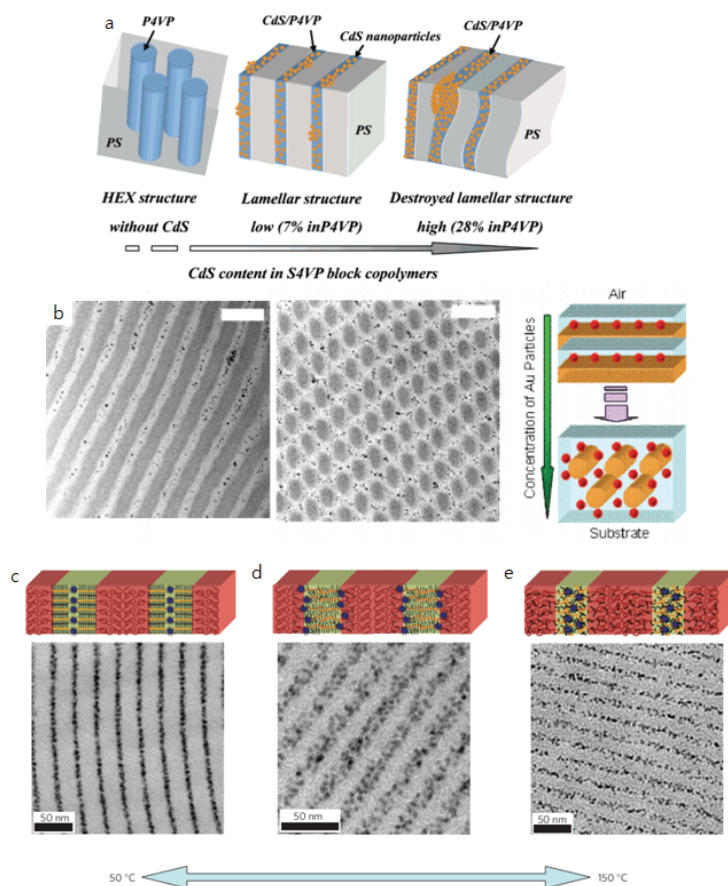 a
P4VP
CdS/P4VP
CdS nanoparticles
CdS/P4VP
PS
PS
PS
HEX structure
without CdS
Lamellar structure
low (7% inP4VP)
Destroyed lamellar structure
high (28% inP4VP)
CdS content in S4VP block copolymers
b
Air
Concentration of Au Particles
Substrate
c
d
e
50 nm
50 nm
50 nm
50 °C
150 °C